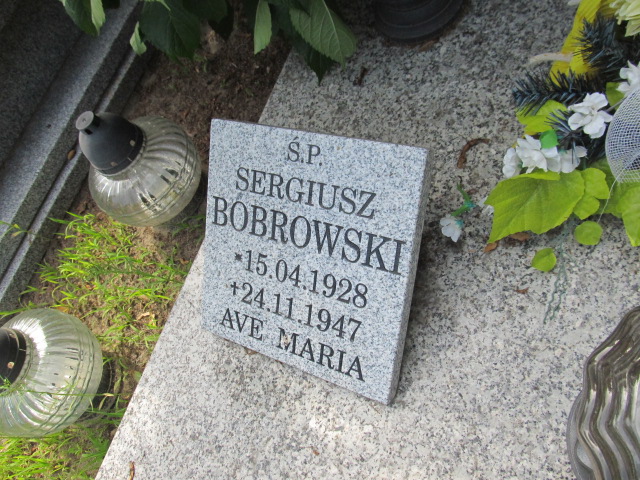 S.P.
SERGIUSZ
BOBROWSKI
*15.04.1928
†24.11.1947
AVE MARIA